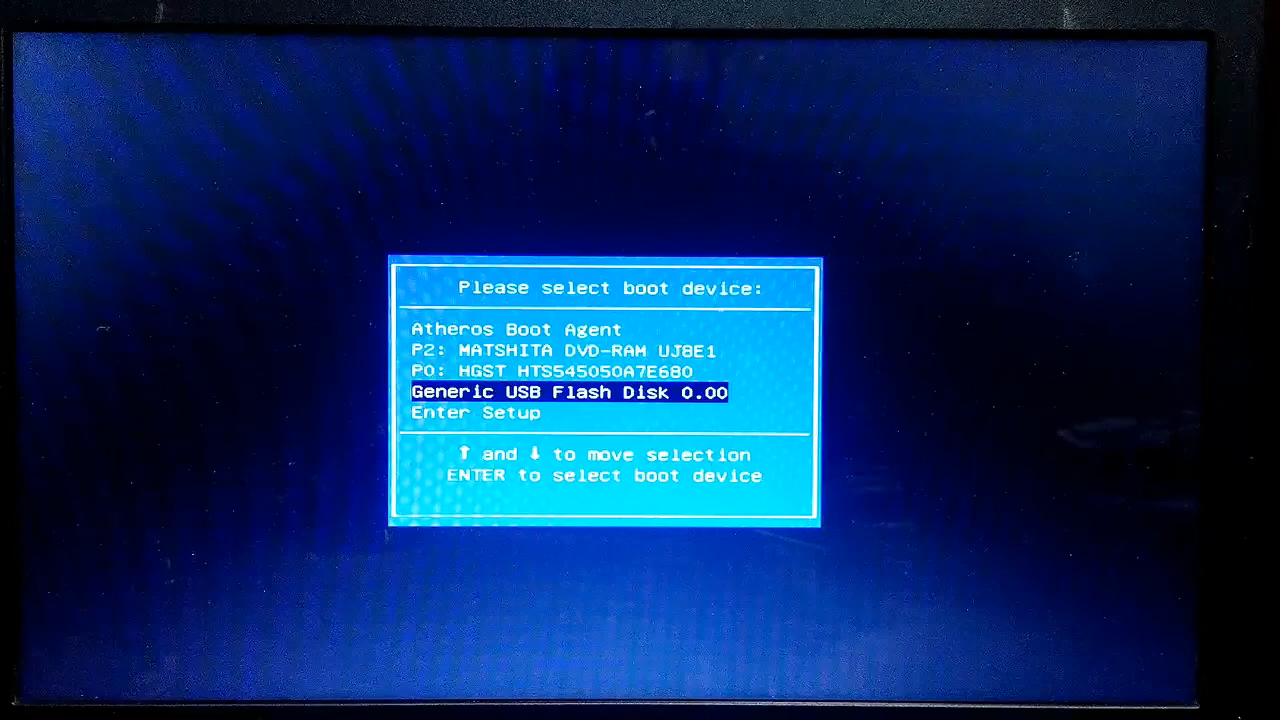 Please select boot device:
Atheros Boot Agent
P2: MATSHITA DVD-RAM UJ8E1
P0: HGST HTS545050A7E680
Generic USB Flash Disk 0.00
Enter Setup
↑ and ↓ to move selection
ENTER to select boot device